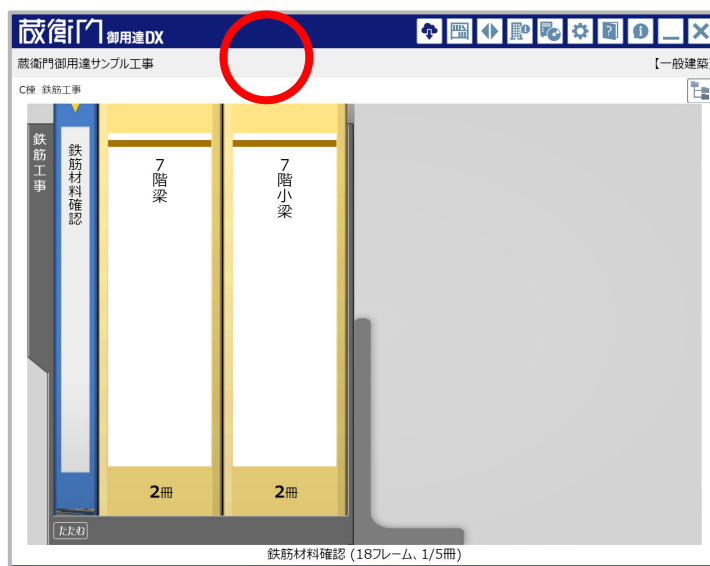 蔵衛門御用達DX
蔵衛門御用達サンプル工事
【一般建築
C棟 鉄筋工事
鉄筋工事
鉄筋材料確認
7階梁
7階小梁
2冊
2冊
たたむ
鉄筋材料確認 (18フレーム、1/5冊)